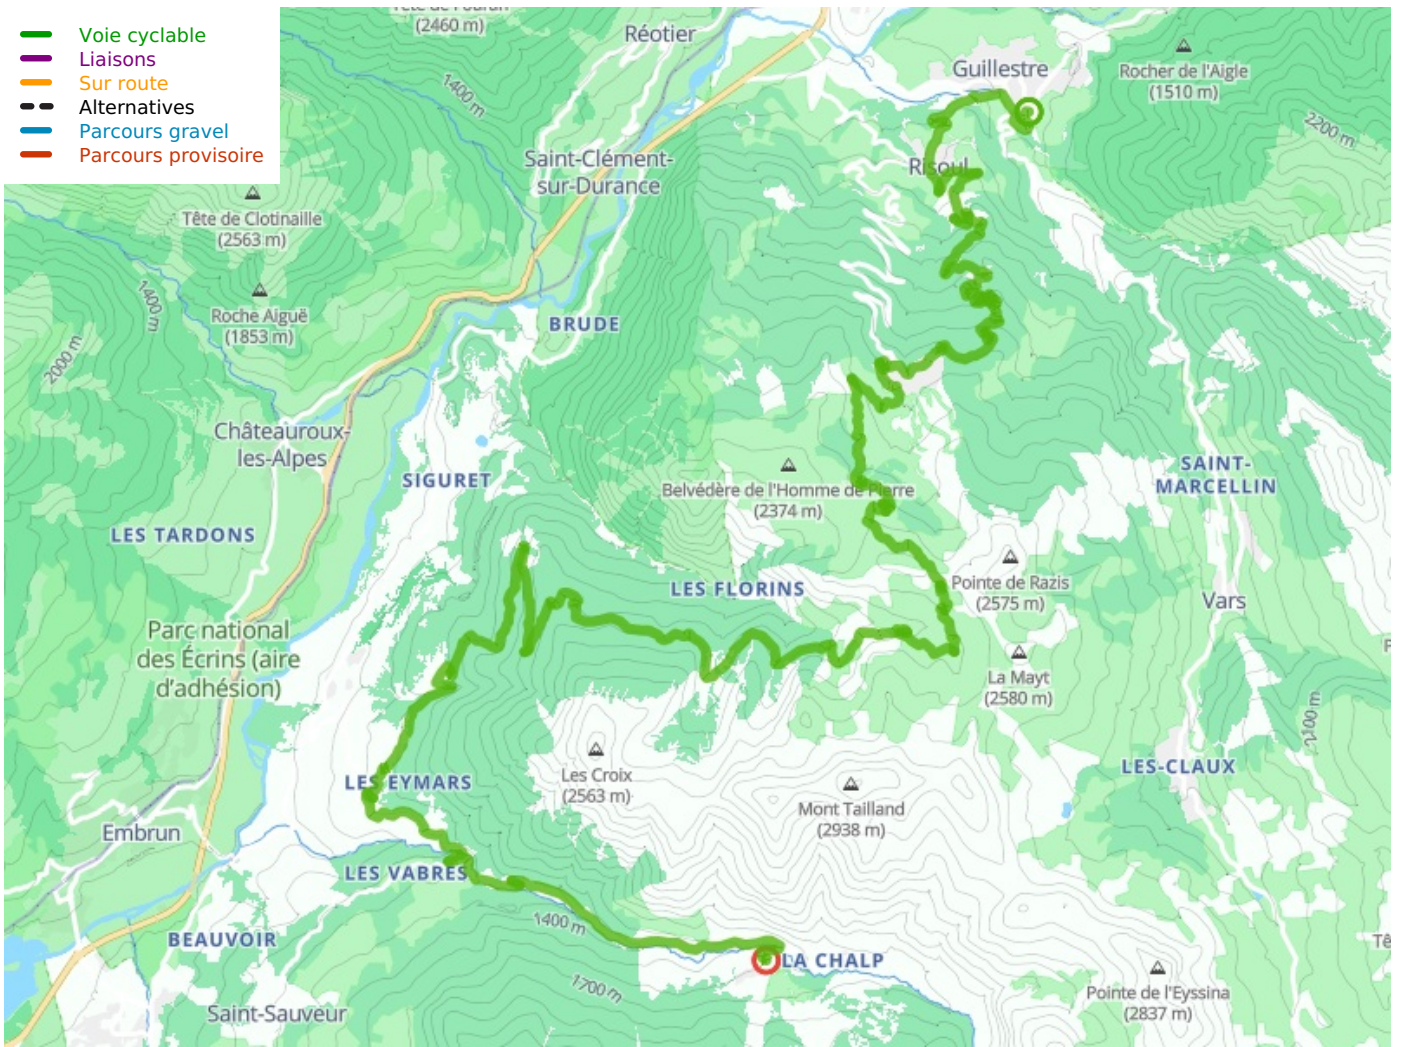 Voie cyclable
Liaisons
Sur route
Alternatives
Parcours gravel
Parcours provisoire
(2460 m)
Réotier
Guillestre
Rocher de l'Aigle
(1510 m)
1400 m
2200 m
Saint-Clément-
sur-Durance
Risoul
Tête de Clotinaille
(2563 m)
1400 m
Roche Aiguë
(1853 m)
BRUDE
2000 m
Châteauroux-
les-Alpes
SIGURET
Belvédère de l'Homme de Pierre
(2374 m)
SAINT-
MARCELLIN
LES TARDONS
LES FLORINS
Pointe de Razis
(2575 m)
Vars
Parc national
des Écrins (aire
d'adhésion)
La Mayt
(2580 m)
2100 m
LES EYMARS
Les Croix
(2563 m)
Mont Tailland
(2938 m)
LES-CLAUX
Embrun
LES VABRES
1400 m
BEAUVOIR
LA CHALP
Tê
1700 m
Pointe de l'Eyssina
(2837 m)
Saint-Sauveur